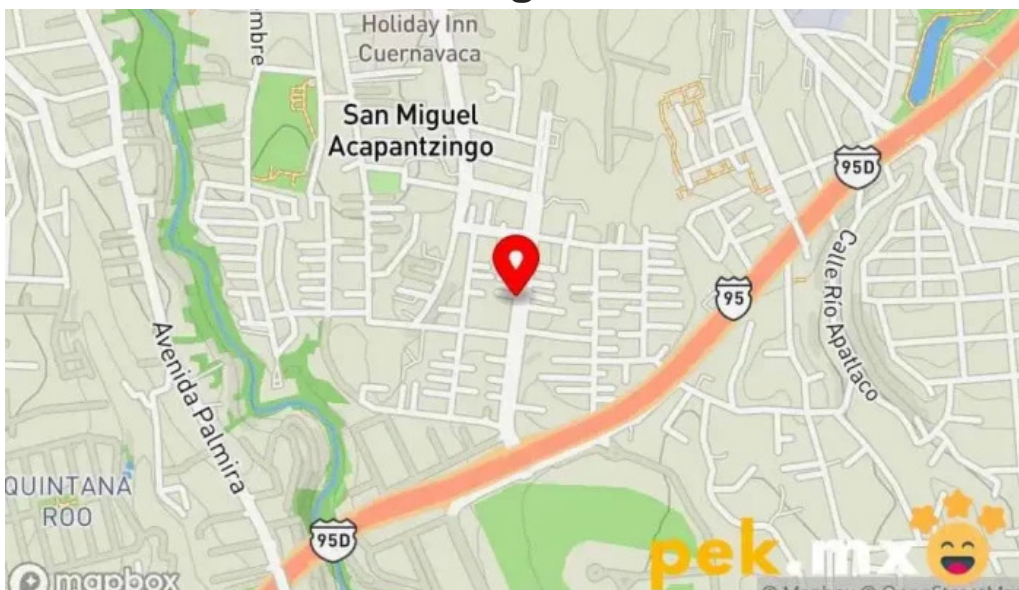 Holiday Inn
Cuernavaca
mbre
San Miguel
Acapantzingo
95D
95
Calle Río Apatlaco
Avenida Palmira
QUINTANA
ROO
95D
pek.mx
mapbox